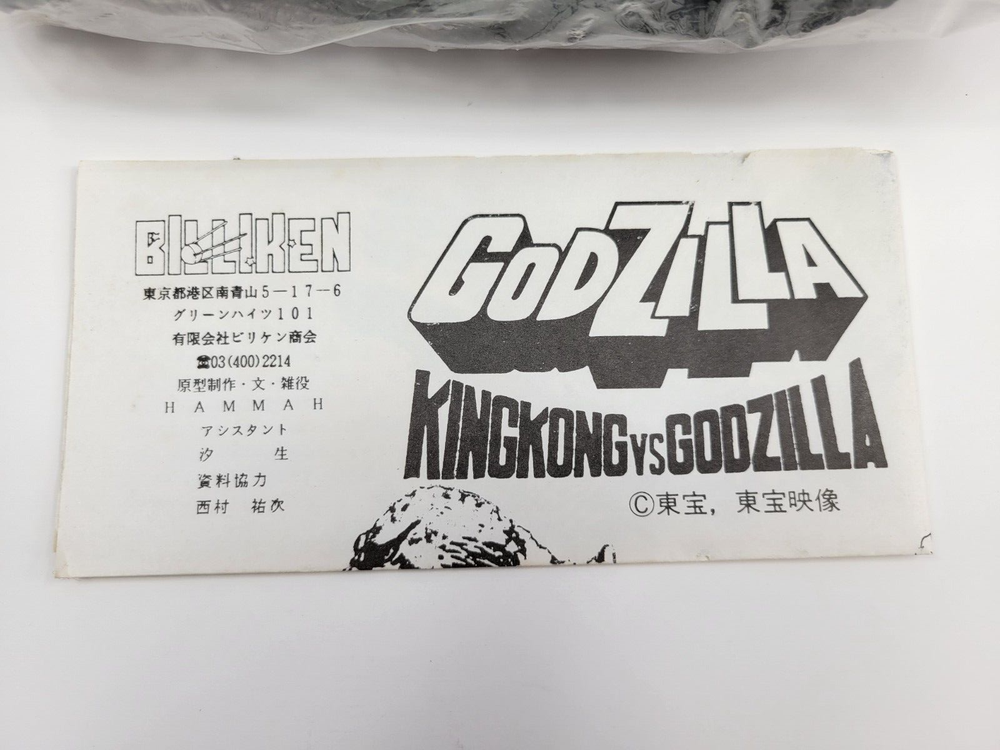 BILLIKEN
東京都港区南青山5−17−6
グリーンハイツ101
有限会社ビリケン商会
☎03(400)2214
原型制作・文・雑役
HAMMAH
アシスタント
汐 生
資料協力
西村 祐次
GODZILLA
KINGKONG VS GODZILLA
©東宝，東宝映像